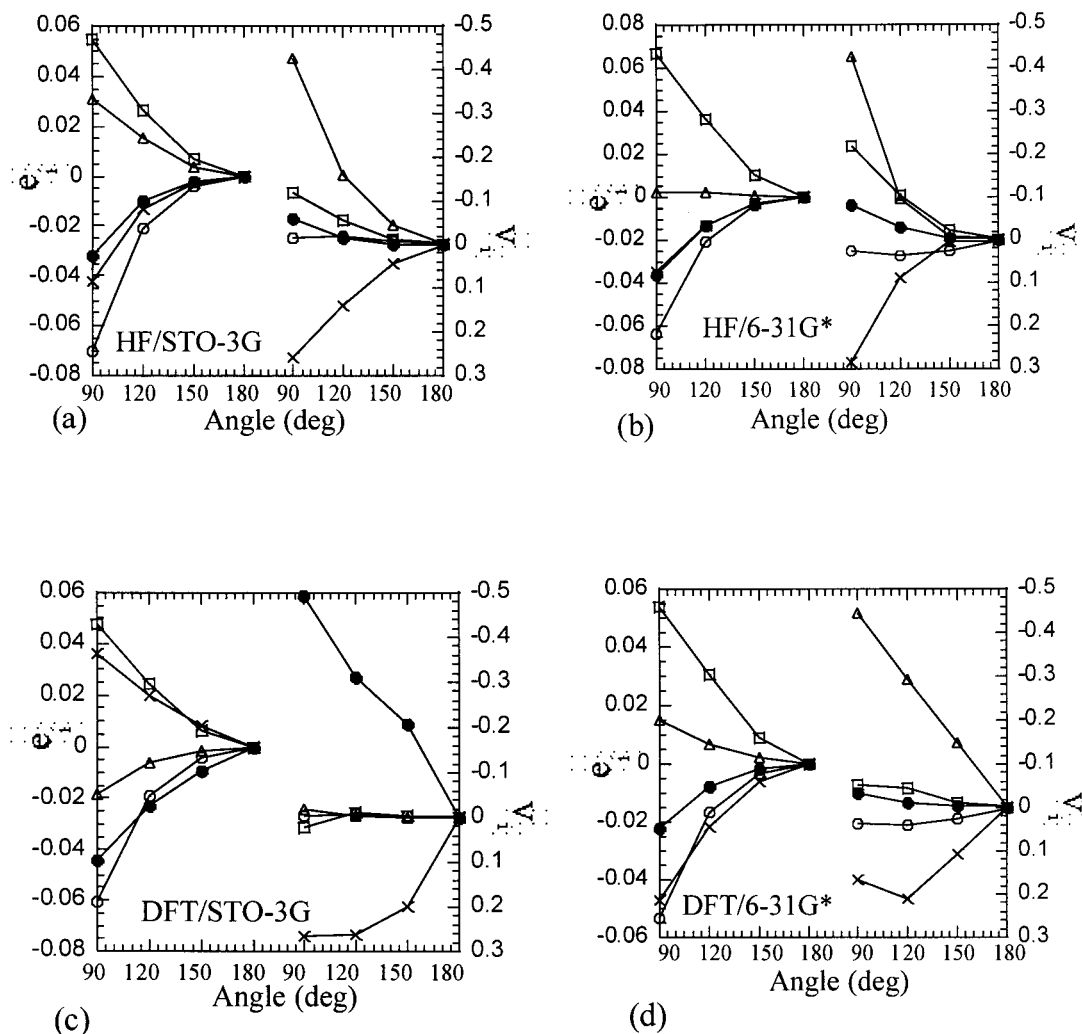 0.06 -0.5 0.08 -0.5
0.04 -0.4 0.06 -0.4
0.02 -0.3 0.04 -0.3
0 -0.2 0.02 -0.2
-0.02 -0.1 0 -0.1
-0.04 0 -0.02 0
-0.06 0.1 -0.04 0.1
-0.08 0.2 -0.06 0.2
0.3 -0.08 0.3
e i V i e i V i
HF/STO-3G HF/6-31G*
90 120 150 180 90 120 150 180 90 120 150 180 90 120 150 180
(a) Angle (deg) (b) Angle (deg)
0.06 -0.5 0.06 -0.5
0.04 -0.4 0.04 -0.4
0.02 -0.3 0.02 -0.3
0 -0.2 0 -0.2
-0.02 -0.1 -0.02 -0.1
-0.04 0 -0.04 0
-0.06 0.1 -0.06 0.1
-0.08 0.2 0.2
0.3 0.3
e i V i e i V i
DFT/STO-3G DFT/6-31G*
90 120 150 180 90 120 150 180 90 120 150 180 90 120 150 180
(c) Angle (deg) (d) Angle (deg)